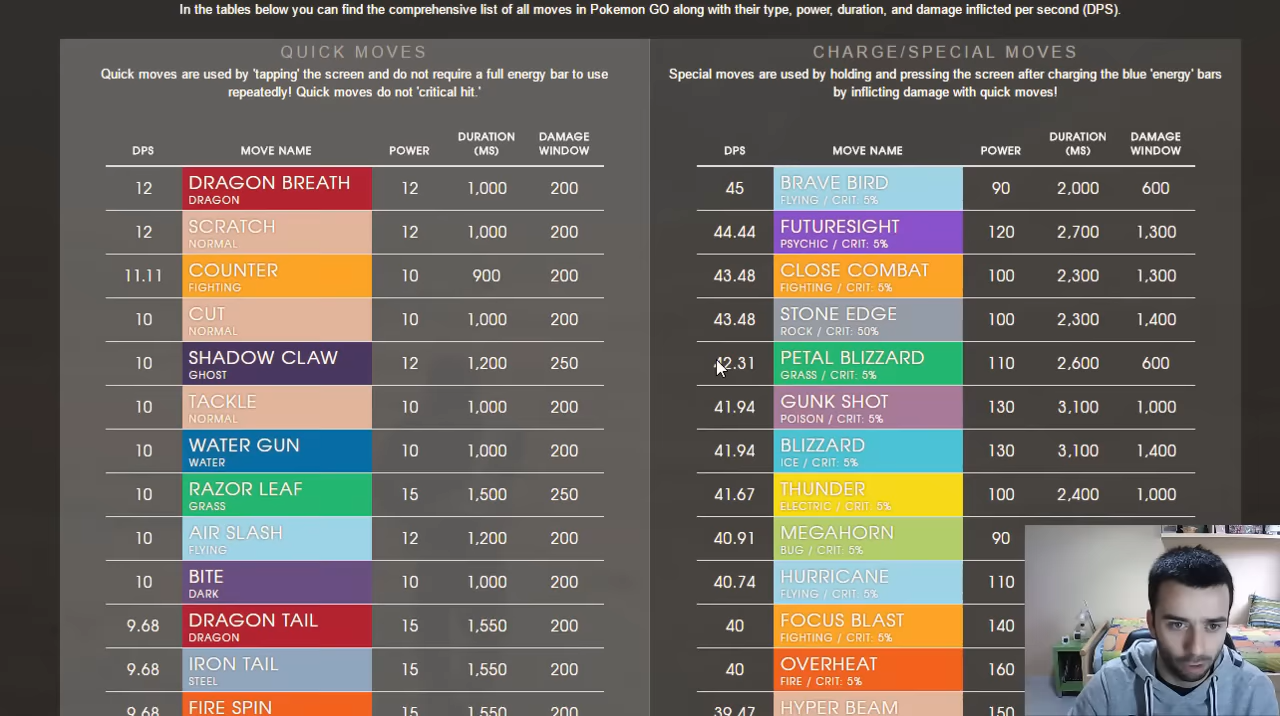 In the tables below you can find the comprehensive list of all moves in Pokemon GO along with their type, power, duration, and damage inflicted per second (DPS).
QUICK MOVES
Quick moves are used by 'tapping' the screen and do not require a full energy bar to use
repeatedly! Quick moves do not 'critical hit.'
DPS MOVE NAME POWER DURATION (MS) DAMAGE WINDOW
12 DRAGON BREATH 12 1,000 200
DRAGON
12 SCRATCH 12 1,000 200
NORMAL
11.11 COUNTER 10 900 200
FIGHTING
10 CUT 10 1,000 200
NORMAL
10 SHADOW CLAW 12 1,200 250
GHOST
10 TACKLE 10 1,000 200
NORMAL
10 WATER GUN 10 1,000 200
WATER
10 RAZOR LEAF 15 1,500 250
GRASS
10 AIR SLASH 12 1,200 200
FLYING
10 BITE 10 1,000 200
DARK
9.68 DRAGON TAIL 15 1,550 200
DRAGON
9.68 IRON TAIL 15 1,550 200
STEEL
9.68 FIRE SPIN 15 1,550 200
CHARGE/SPECIAL MOVES
Special moves are used by holding and pressing the screen after charging the blue 'energy' bars
by inflicting damage with quick moves!
DPS MOVE NAME POWER DURATION (MS) DAMAGE WINDOW
45 BRAVE BIRD 90 2,000 600
FLYING / CRIT: 5%
44.44 FUTURESIGHT 120 2,700 1,300
PSYCHIC / CRIT: 5%
43.48 CLOSE COMBAT 100 2,300 1,300
FIGHTING / CRIT: 5%
43.48 STONE EDGE 100 2,300 1,400
ROCK / CRIT: 50%
42.31 PETAL BLIZZARD 110 2,600 600
GRASS / CRIT: 5%
41.94 GUNK SHOT 130 3,100 1,000
POISON / CRIT: 5%
41.94 BLIZZARD 130 3,100 1,400
ICE / CRIT: 5%
41.67 THUNDER 100 2,400 1,000
ELECTRIC / CRIT: 5%
40.91 MEGAHORN 90
BUG / CRIT: 5%
40.74 HURRICANE 110
FLYING / CRIT: 5%
40 FOCUS BLAST 140
FIGHTING / CRIT: 5%
40 OVERHEAT 160
FIRE / CRIT: 5%
39.47 HYPER BEAM 150